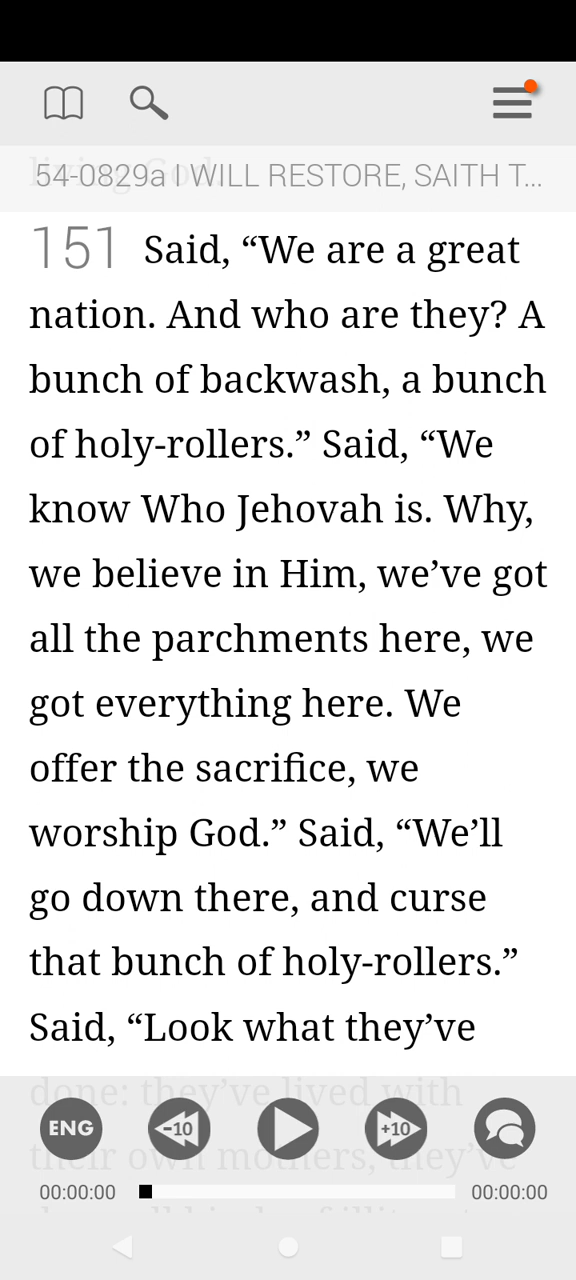 living God.
54-0829a I WILL RESTORE, SAITH T...
151 Said, “We are a great
nation. And who are they? A
bunch of backwash, a bunch
of holy-rollers.” Said, “We
know Who Jehovah is. Why,
we believe in Him, we’ve got
all the parchments here, we
got everything here. We
offer the sacrifice, we
worship God.” Said, “We’ll
go down there, and curse
that bunch of holy-rollers.”
Said, “Look what they’ve
done: they’ve lived with
ENG -10 +10
their own mothers, they’ve
00:00:00 00:00:00